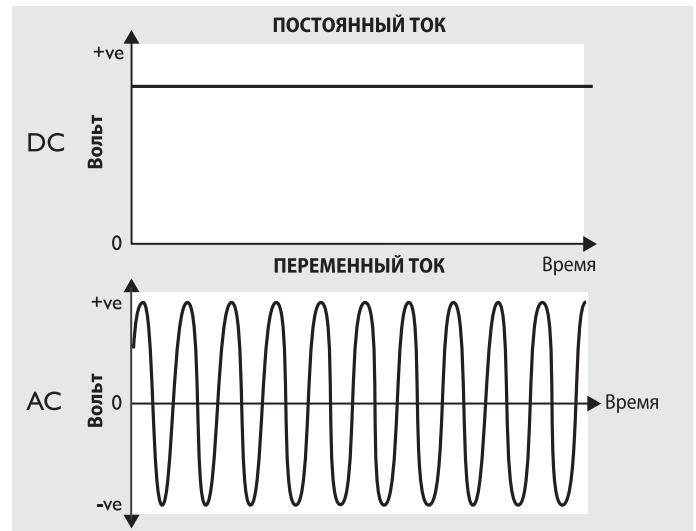 ПОСТОЯННЫЙ ТОК
+ve
DC
Вольт
0
Время
ПЕРЕМЕННЫЙ ТОК
+ve
AC
Вольт
0
Время
-ve